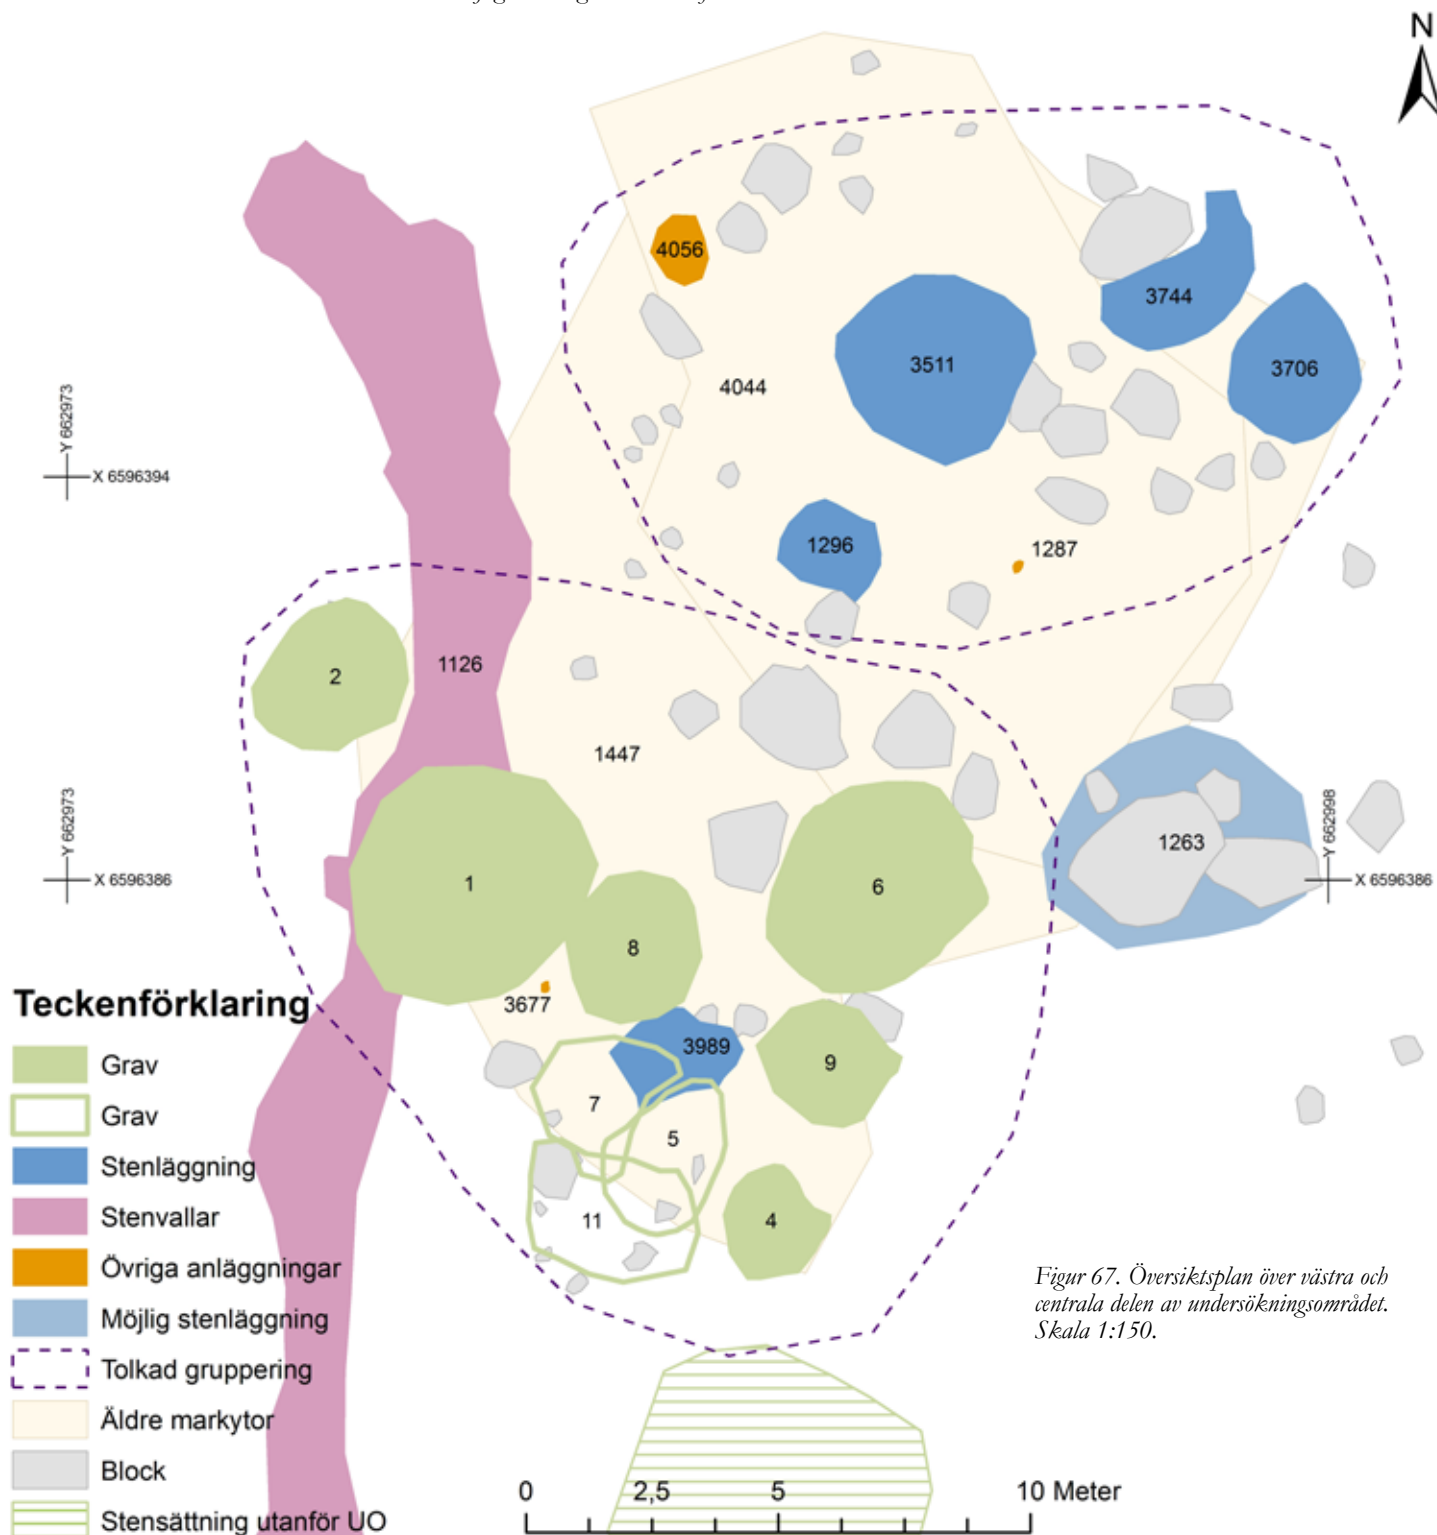 N
4056
3744
3511
3706
4044
Y 662973
X 6596394
1296
1287
2
1126
1447
Y 662973
X 6596386
1263
Y 662998
X 6596386
1
6
8
3677
3989
9
7
5
11
4
Teckenförklaring
Grav
Grav
Stenläggning
Stenvallar
Övriga anläggningar
Möjlig stenläggning
Tolkad gruppering
Äldre markytor
Block
Stensättning utanför UO
Figur 67. Översiktsplan över västra och
centrala delen av undersökningsområdet.
Skala 1:150.
0 2,5 5 10 Meter